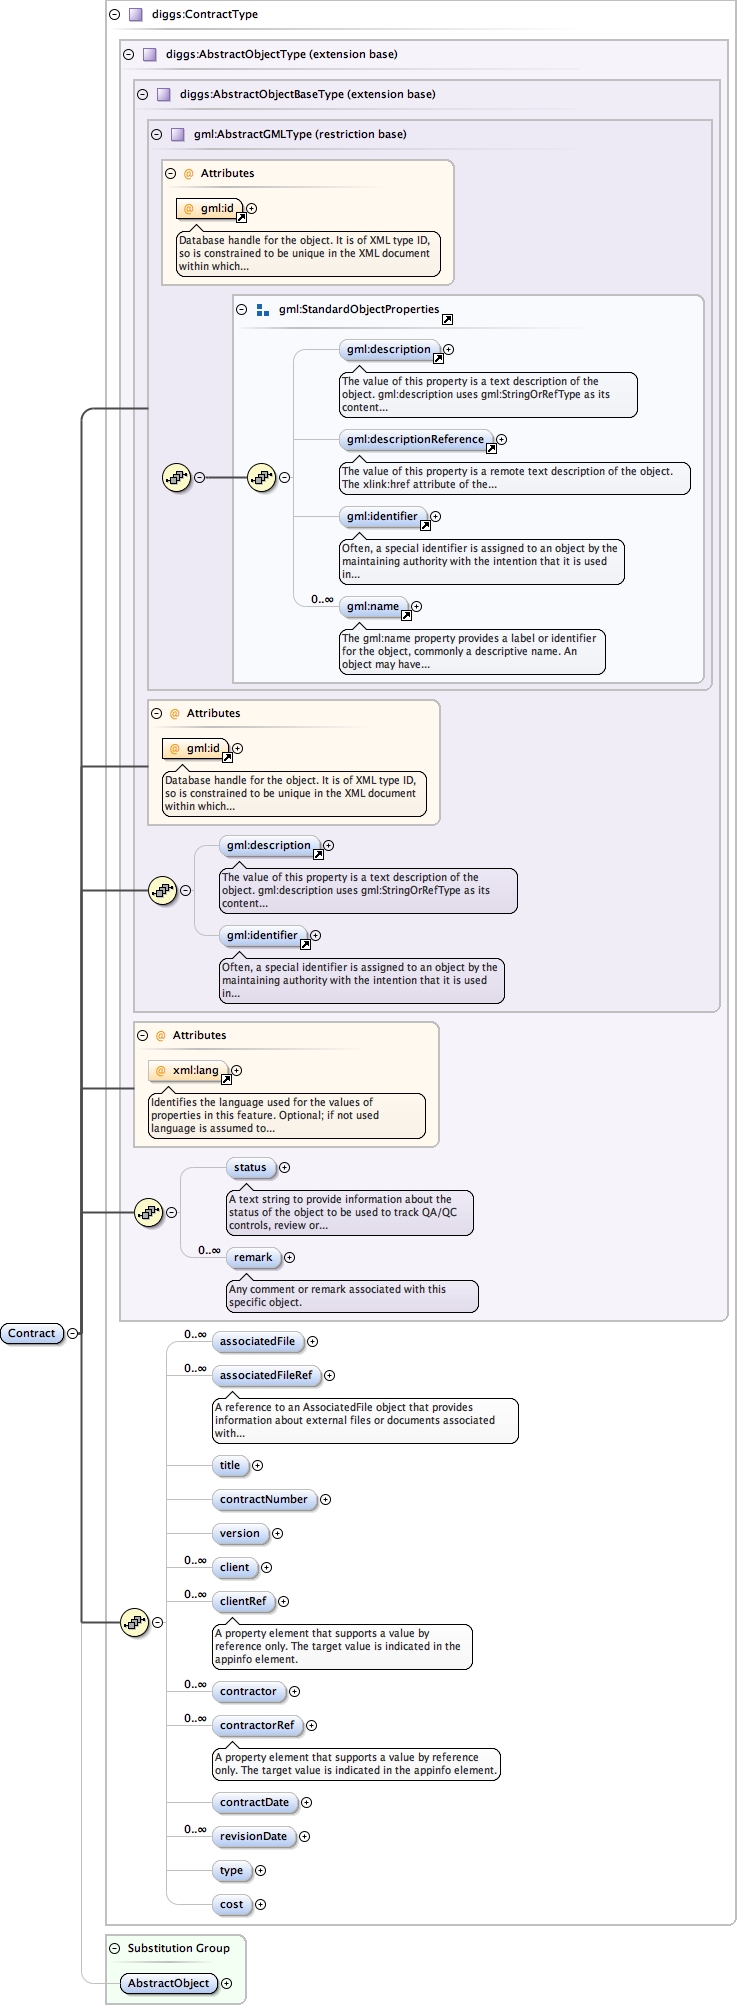 diggs:ContractType
diggs:AbstractObjectType (extension base)
diggs:AbstractObjectBaseType (extension base)
gml:AbstractGMLType (restriction base)
@ Attributes
@ gml:id
Database handle for the object. It is of XML type ID,
so is constrained to be unique in the XML document
within which...
gml:StandardObjectProperties
gml:description
The value of this property is a text description of the
object. gml:description uses gml:StringOrRefType as its
content...
gml:descriptionReference
The value of this property is a remote text description of the object.
The xlink:href attribute of the...
gml:identifier
Often, a special identifier is assigned to an object by the
maintaining authority with the intention that it is used
in...
0..∞
gml:name
The gml:name property provides a label or identifier
for the object, commonly a descriptive name. An
object may have...
@ Attributes
@ gml:id
Database handle for the object. It is of XML type ID,
so is constrained to be unique in the XML document
within which...
gml:description
The value of this property is a text description of the
object. gml:description uses gml:StringOrRefType as its
content...
gml:identifier
Often, a special identifier is assigned to an object by the
maintaining authority with the intention that it is used
in...
@ Attributes
@ xml:lang
Identifies the language used for the values of
properties in this feature. Optional; if not used
language is assumed to...
status
A text string to provide information about the
status of the object to be used to track QA/QC
controls, review or...
0..∞
remark
Any comment or remark associated with this
specific object.
Contract
0..∞
associatedFile
0..∞
associatedFileRef
A reference to an AssociatedFile object that provides
information about external files or documents associated
with...
title
contractNumber
version
0..∞
client
0..∞
clientRef
A property element that supports a value by
reference only. The target value is indicated in the
appinfo element.
0..∞
contractor
0..∞
contractorRef
A property element that supports a value by reference
only. The target value is indicated in the appinfo element.
contractDate
0..∞
revisionDate
type
cost
Substitution Group
AbstractObject